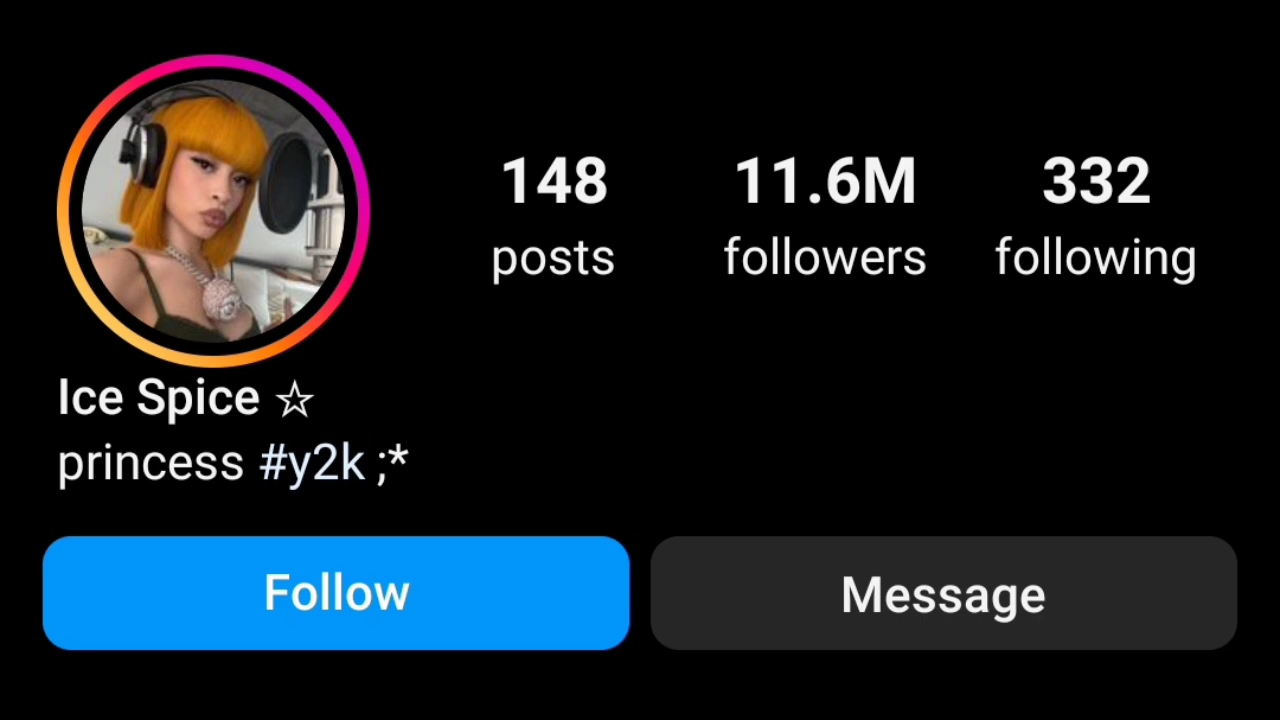 148 11.6M 332
posts followers following
Ice Spice ☆
princess #y2k ;*
Follow Message